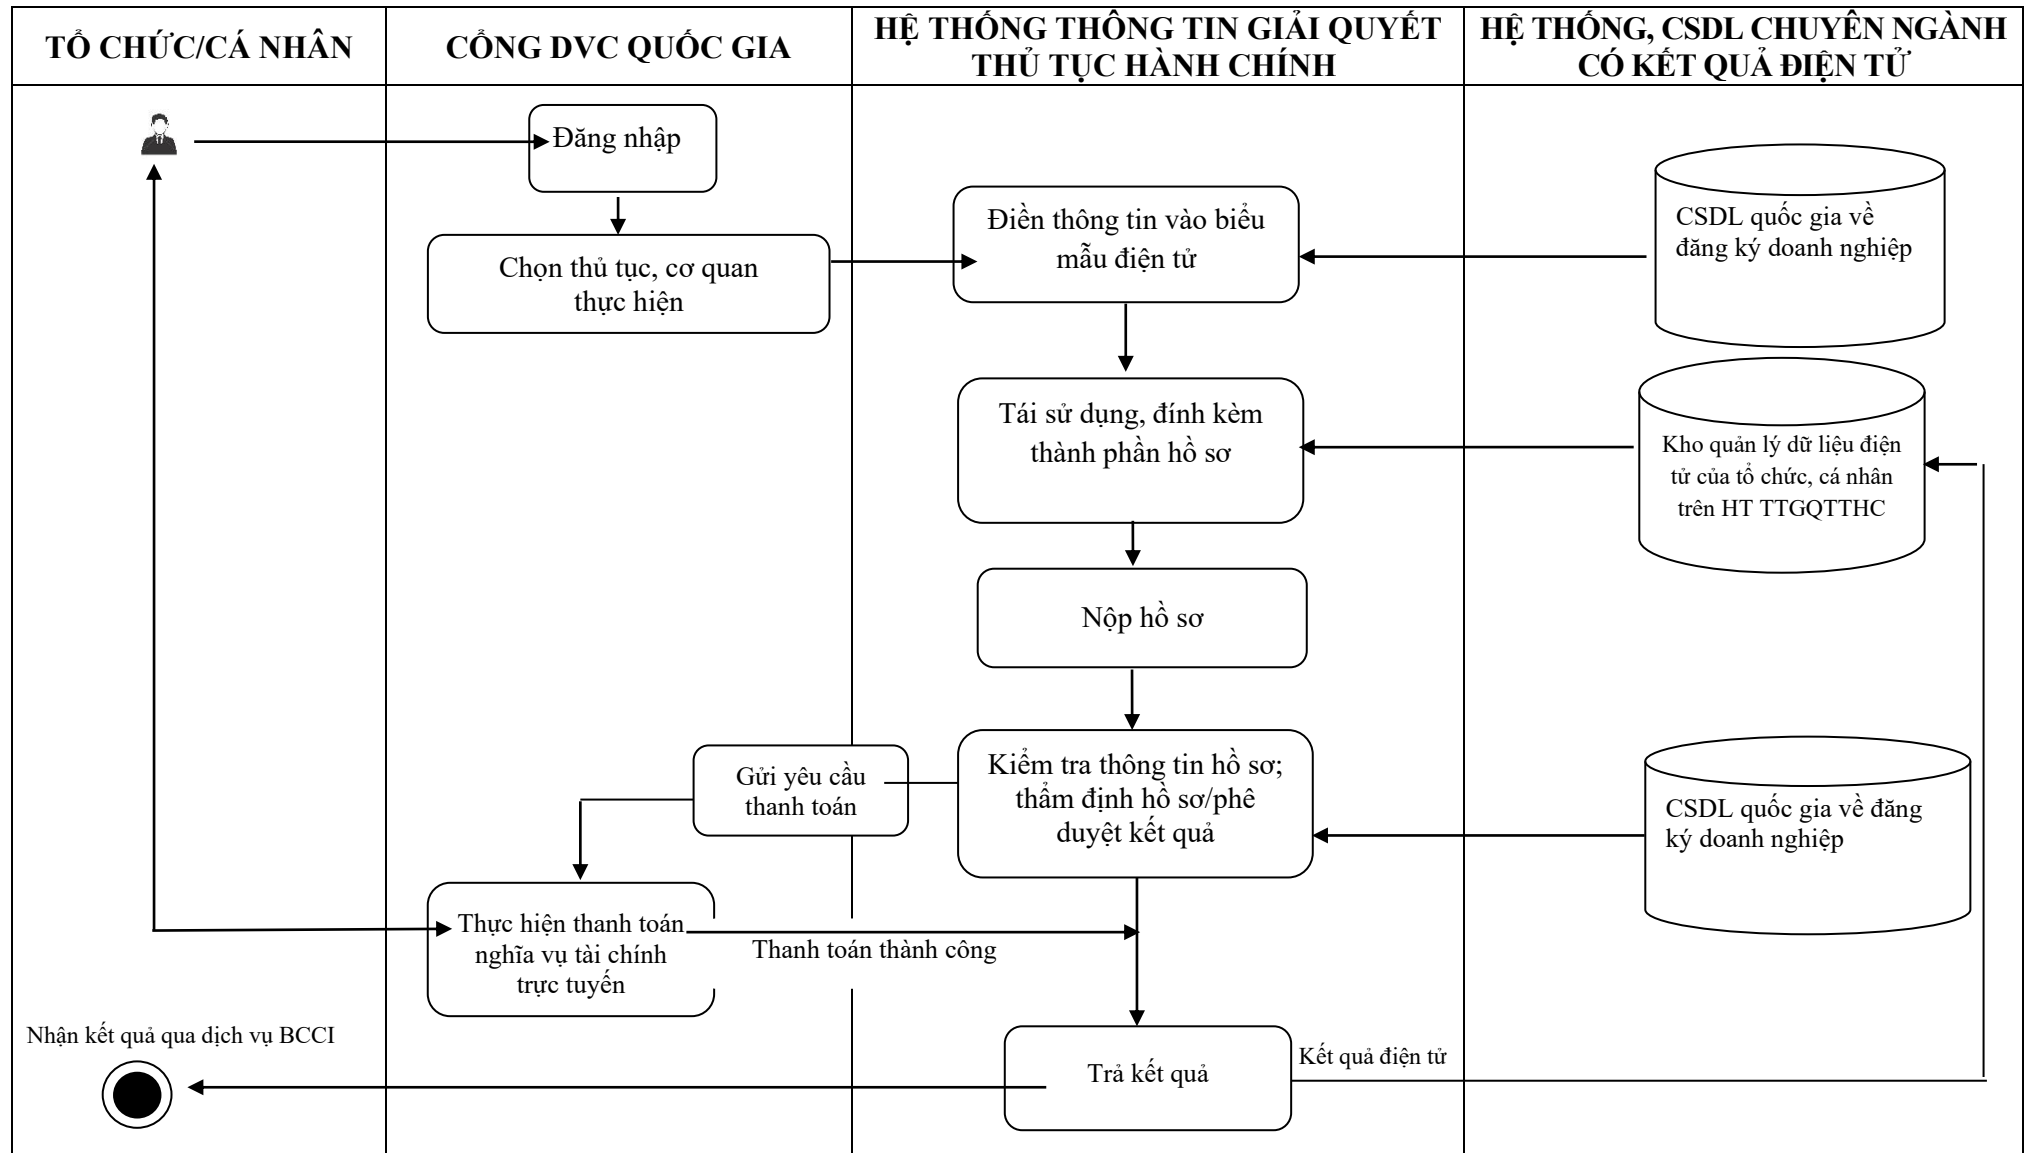 TỔ CHỨC/CÁ NHÂN
CỔNG DVC QUỐC GIA
HỆ THỐNG THÔNG TIN GIẢI QUYẾT
THỦ TỤC HÀNH CHÍNH
HỆ THỐNG, CSDL CHUYÊN NGÀNH
CÓ KẾT QUẢ ĐIỆN TỬ
Đăng nhập
Chọn thủ tục, cơ quan
thực hiện
Điền thông tin vào biểu
mẫu điện tử
CSDL quốc gia về
đăng ký doanh nghiệp
Tái sử dụng, đính kèm
thành phần hồ sơ
Kho quản lý dữ liệu điện
tử của tổ chức, cá nhân
trên HT TTGQTTHC
Nộp hồ sơ
Gửi yêu cầu
thanh toán
Kiểm tra thông tin hồ sơ;
thẩm định hồ sơ/phê
duyệt kết quả
CSDL quốc gia về đăng
ký doanh nghiệp
Thực hiện thanh toán
nghĩa vụ tài chính
trực tuyến
Thanh toán thành công
Nhận kết quả qua dịch vụ BCCI
Trả kết quả
Kết quả điện tử